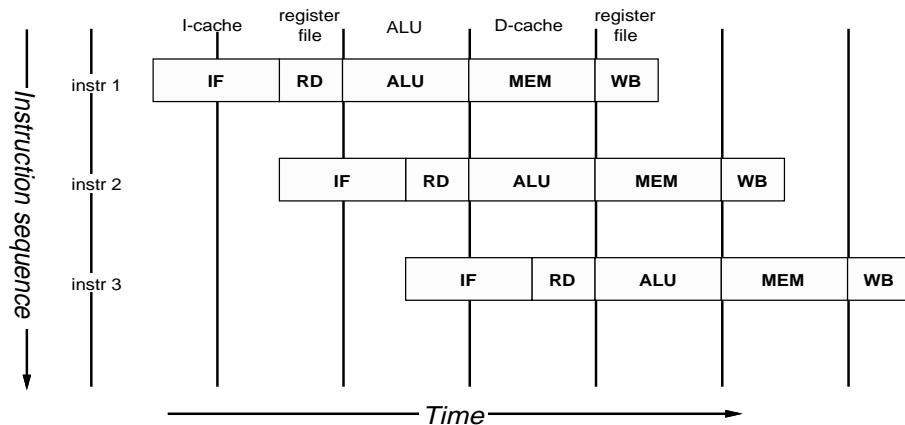 I-cache register file ALU D-cache register file
instr 1 IF RD ALU MEM WB
instr 2 IF RD ALU MEM WB
instr 3 IF RD ALU MEM WB
Instruction sequence
Time